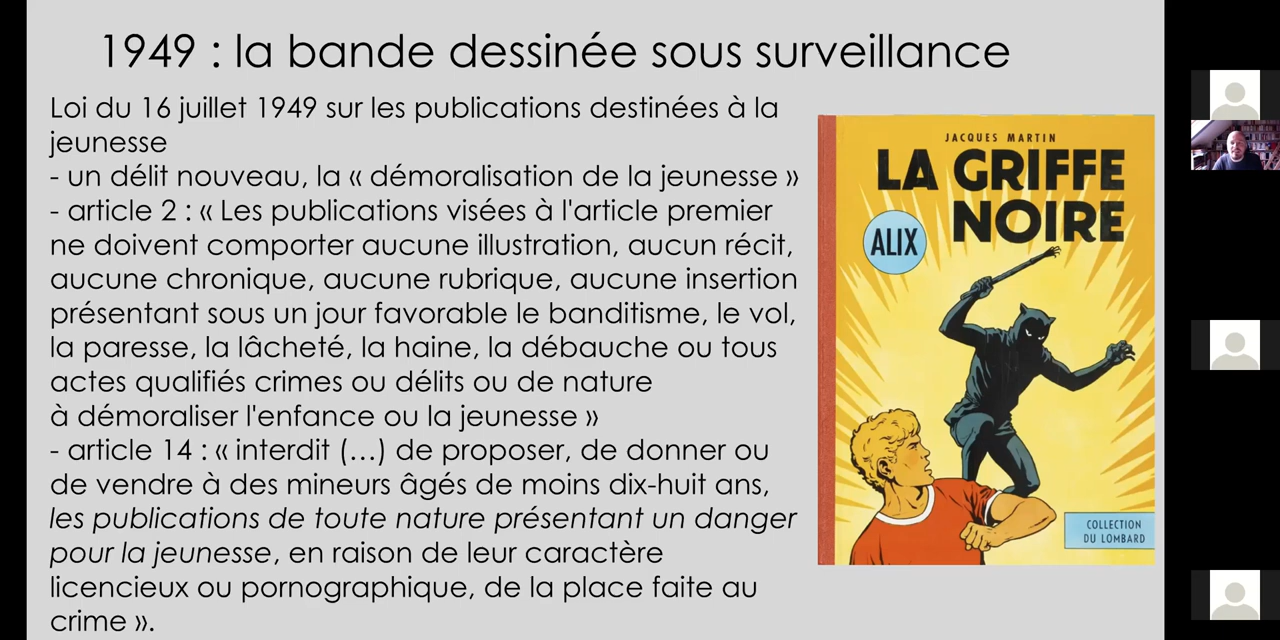 1949 : la bande dessinée sous surveillance
Loi du 16 juillet 1949 sur les publications destinées à la
jeunesse
- un délit nouveau, la « démoralisation de la jeunesse »
- article 2 : « Les publications visées à l'article premier
ne doivent comporter aucune illustration, aucun récit,
aucune chronique, aucune rubrique, aucune insertion
présentant sous un jour favorable le banditisme, le vol,
la paresse, la lâcheté, la haine, la débauche ou tous
actes qualifiés crimes ou délits ou de nature
à démoraliser l'enfance ou la jeunesse »
- article 14 : « interdit (…) de proposer, de donner ou
de vendre à des mineurs âgés de moins dix-huit ans,
les publications de toute nature présentant un danger
pour la jeunesse, en raison de leur caractère
licencieux ou pornographique, de la place faite au
crime ».
JACQUES MARTIN
LA GRIFFE
NOIRE
ALIX
COLLECTION
DU LOMBARD